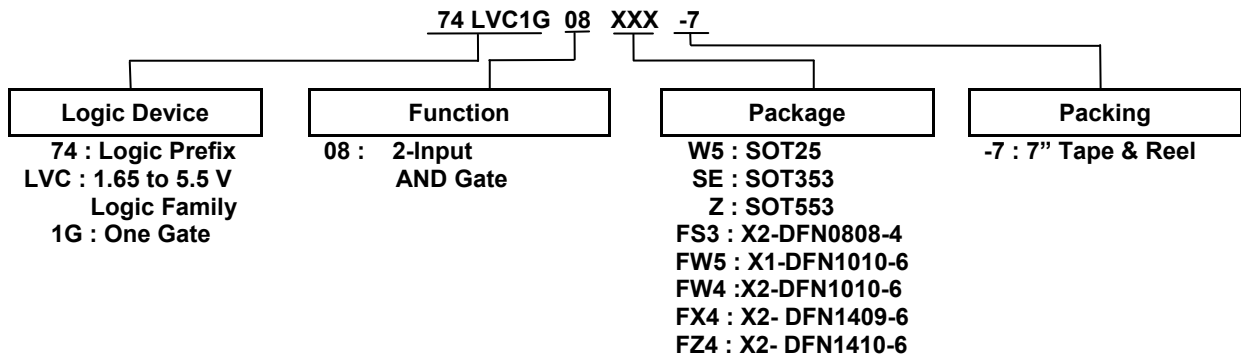 74 LVC1G 08 XXX -7
Logic Device
74 : Logic Prefix
LVC : 1.65 to 5.5 V
Logic Family
1G : One Gate
Function
08 : 2-Input
AND Gate
Package
W5 : SOT25
SE : SOT353
Z : SOT553
FS3 : X2-DFN0808-4
FW5 : X1-DFN1010-6
FW4 :X2-DFN1010-6
FX4 : X2- DFN1409-6
FZ4 : X2- DFN1410-6
Packing
-7 : 7” Tape & Reel